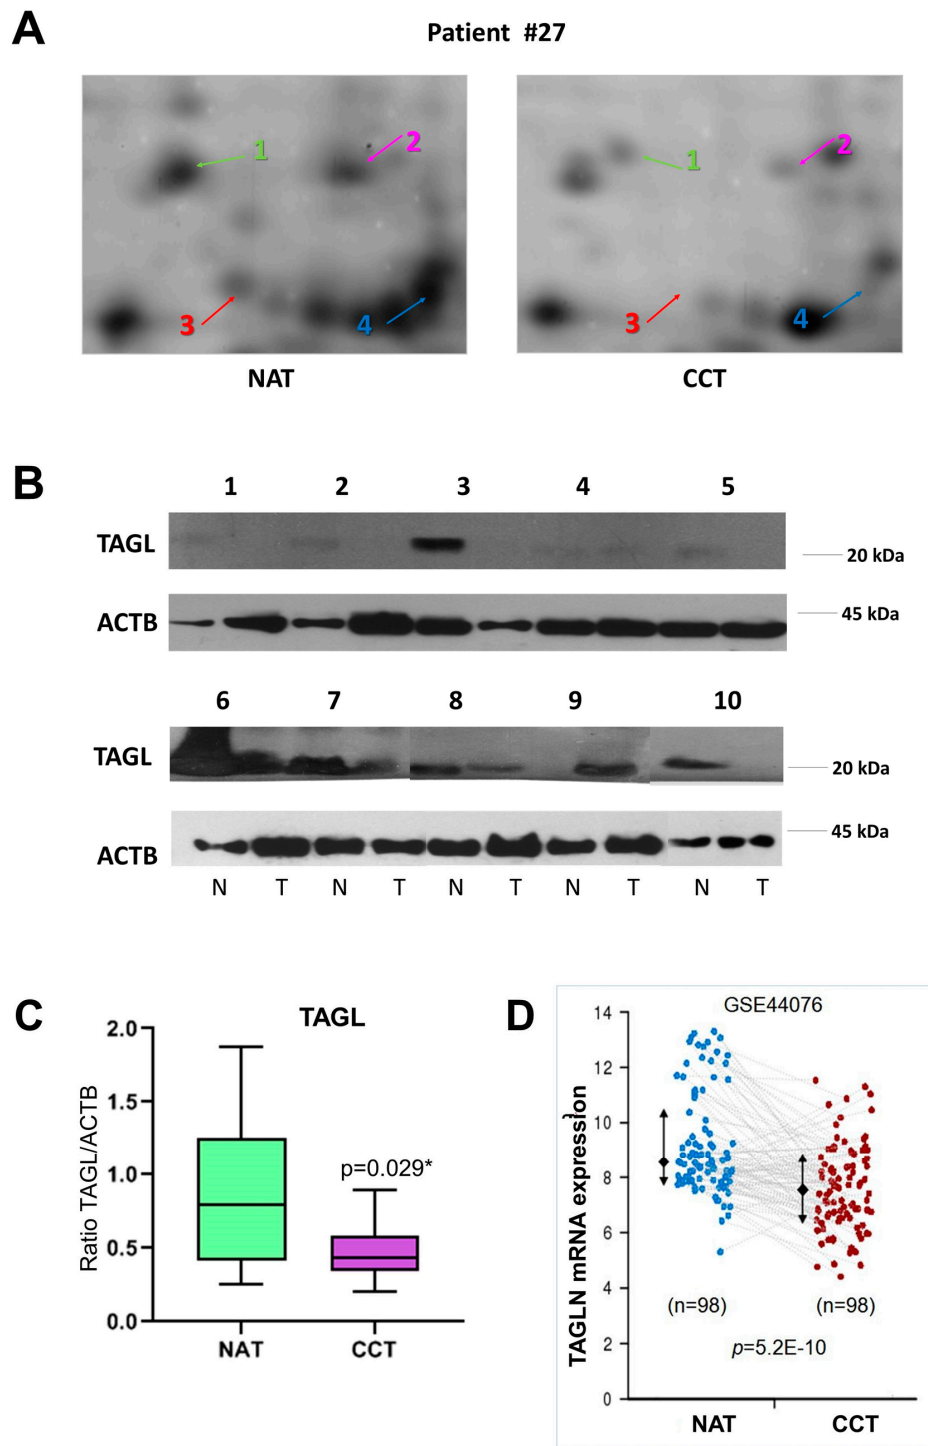 A
Patient #27
1
2
3
4
1
2
3
4
NAT
CCT
B
1 2 3 4 5
TAGL
20 kDa
ACTB
45 kDa
6 7 8 9 10
TAGL
20 kDa
ACTB
45 kDa
N T N T N T N T N T
C
TAGL
Ratio TAGL/ACTB
2.0
1.5
1.0
0.5
0.0
p=0.029*
NAT CCT
D
GSE44076
TAGLN mRNA expression
}
14
12
10
8
6
4
2
0
(n=98) (n=98)
p=5.2E-10
NAT CCT